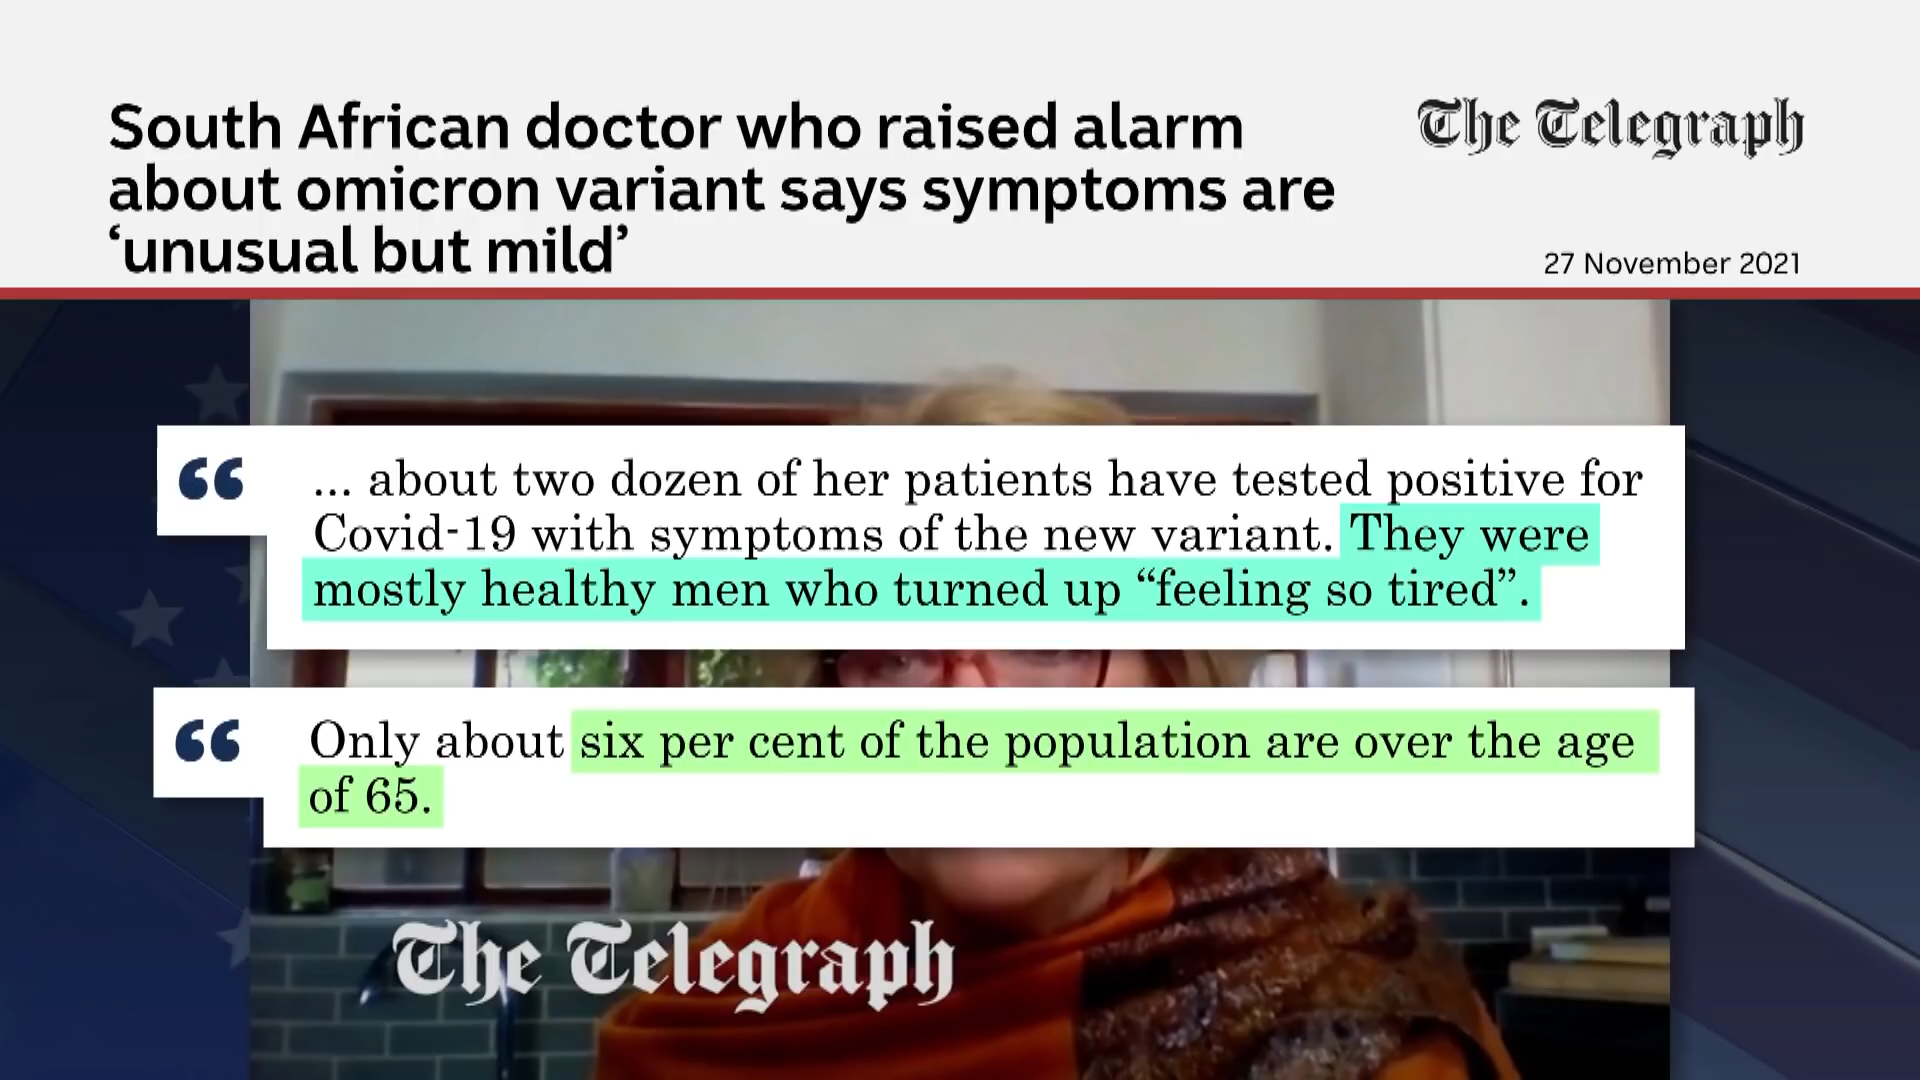 South African doctor who raised alarm
about omicron variant says symptoms are
‘unusual but mild’
The Telegraph
27 November 2021
“
... about two dozen of her patients have tested positive for
Covid-19 with symptoms of the new variant. They were
mostly healthy men who turned up “feeling so tired”.
“
Only about six per cent of the population are over the age
of 65.
The Telegraph